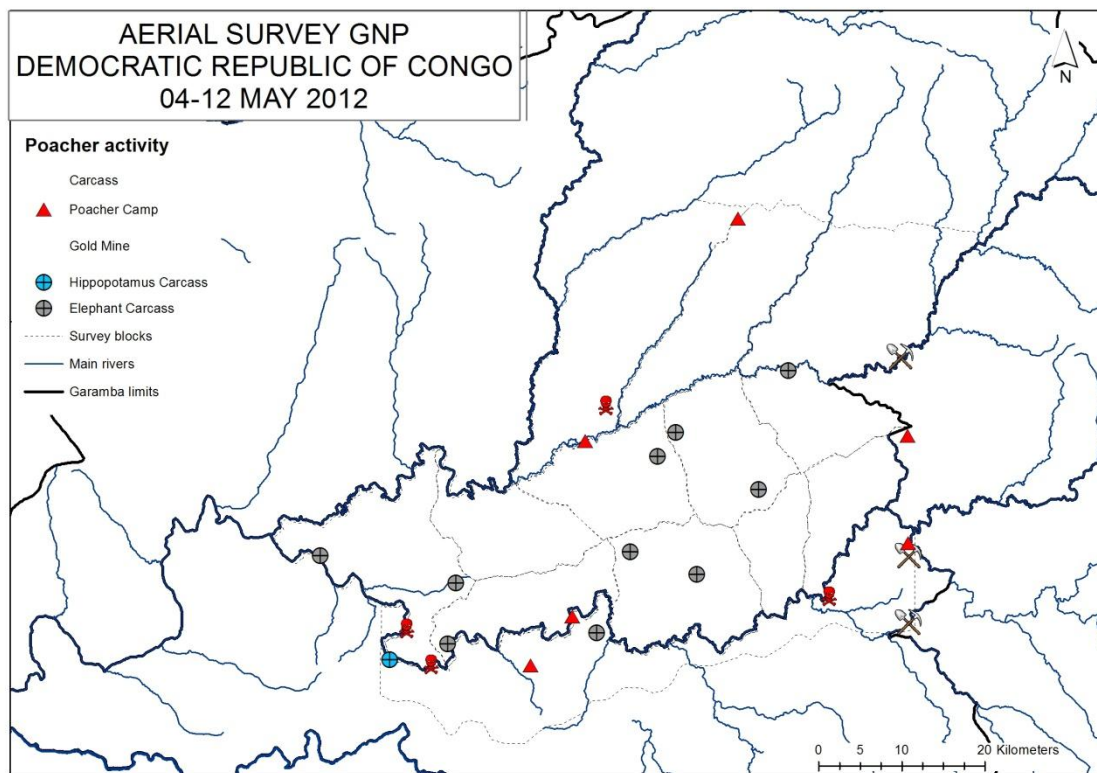 AERIAL SURVEY GNP
DEMOCRATIC REPUBLIC OF CONGO
04-12 MAY 2012
N
Poacher activity
Carcass
Poacher Camp
Gold Mine
Hippopotamus Carcass
Elephant Carcass
Survey blocks
Main rivers
Garamba limits
0 5 10 20 Kilometers